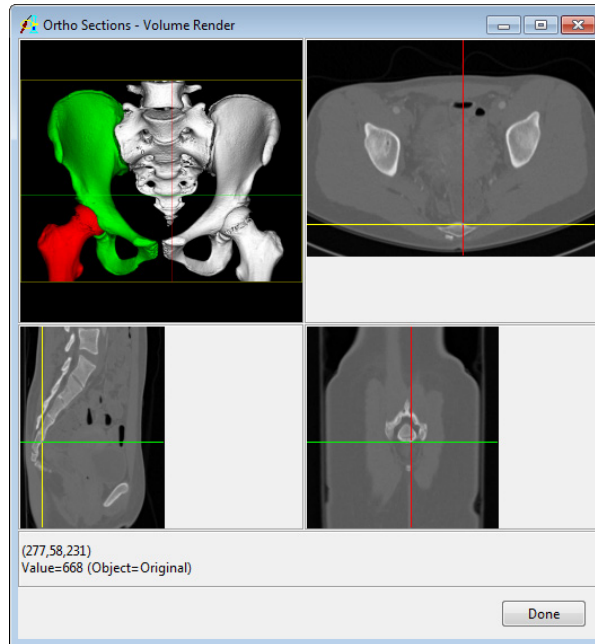 Ortho Sections - Volume Render
(277,58,231)
Value=668 (Object=Original)
Done